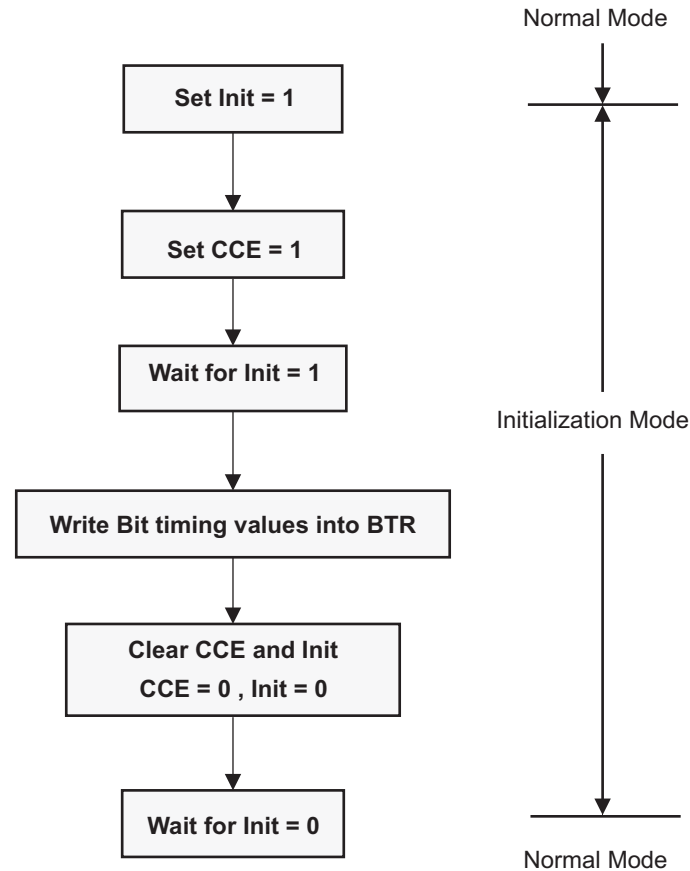 Normal Mode
Set Init = 1
Set CCE = 1
Wait for Init = 1
Initialization Mode
Write Bit timing values into BTR
Clear CCE and Init
CCE = 0 , Init = 0
Wait for Init = 0
Normal Mode